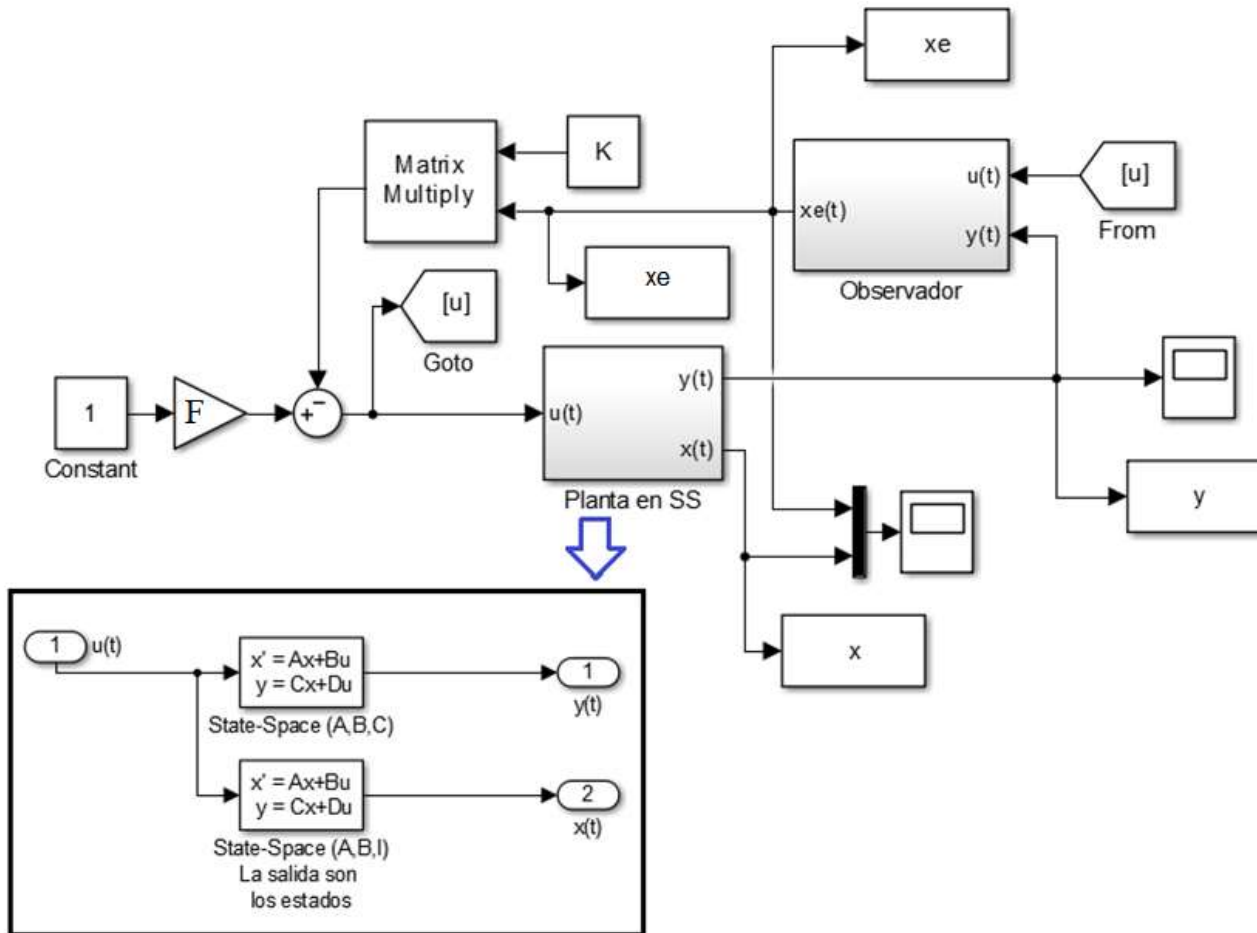 xe
K
Matrix
Multiply
u(t)
[u]
xe(t)
y(t)
From
xe
Observador
[u]
Goto
y(t)
1
F
+
−
u(t)
x(t)
Constant
Planta en SS
y
1
u(t)
x' = Ax+Bu
y = Cx+Du
1
y(t)
State-Space (A,B,C)
x
x' = Ax+Bu
y = Cx+Du
2
x(t)
State-Space (A,B,I)
La salida son
los estados